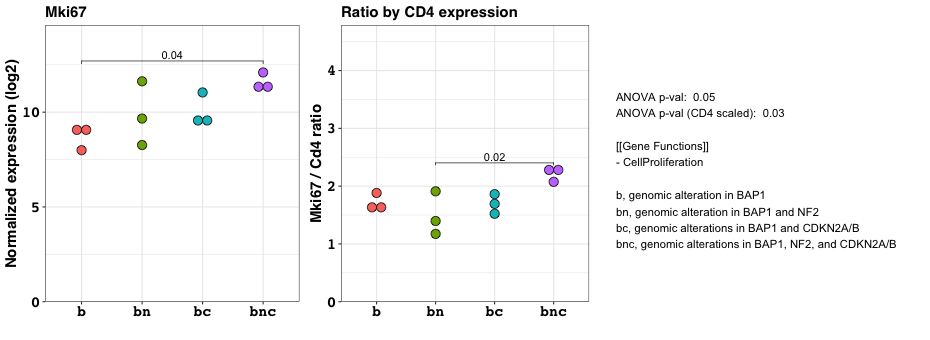 Mki67
Normalized expression (log2)
10
5
0
0.04
b
bn
bc
bnc
Ratio by CD4 expression
Mki67 / Cd4 ratio
4
3
2
1
0
0.02
b
bn
bc
bnc
ANOVA p-val: 0.05
ANOVA p-val (CD4 scaled): 0.03
[[Gene Functions]]
- CellProliferation
b, genomic alteration in BAP1
bn, genomic alteration in BAP1 and NF2
bc, genomic alterations in BAP1 and CDKN2A/B
bnc, genomic alterations in BAP1, NF2, and CDKN2A/B